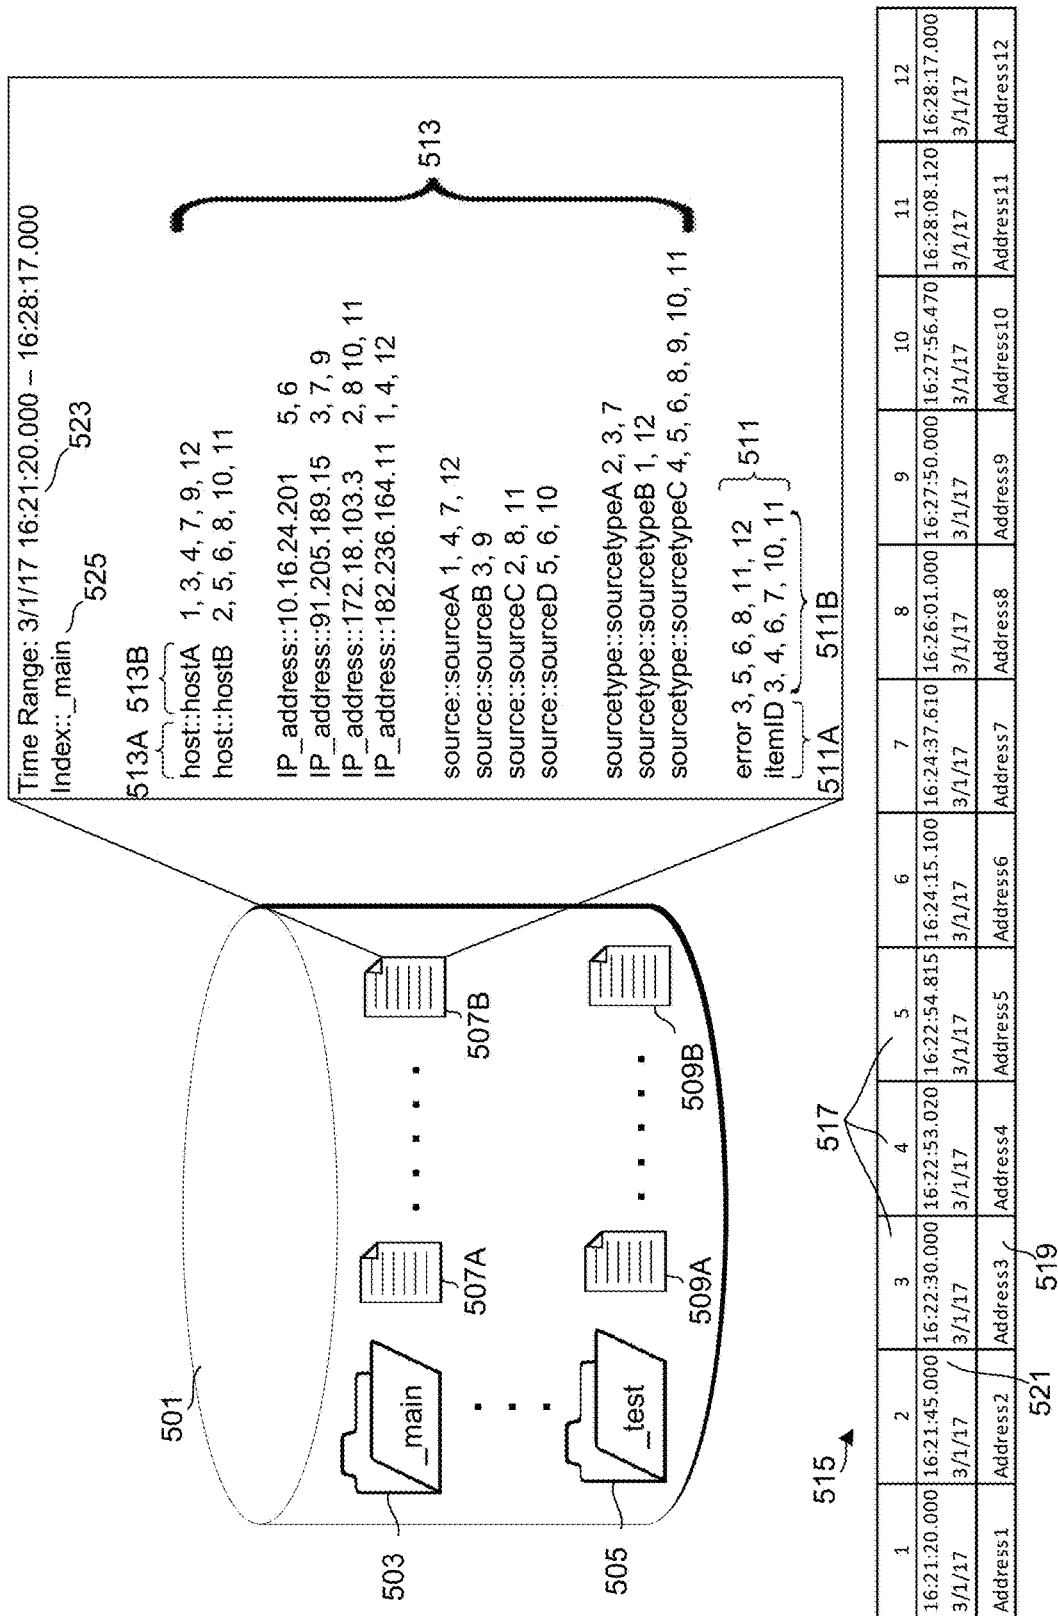 501
503
_main
507A
507B
505
_test
509A
509B
Time Range: 3/1/17 16:21:20.000 – 16:28:17.000
Index::_main
525
523
513A
513B
host::hostA 1, 3, 4, 7, 9, 12
host::hostB 2, 5, 6, 8, 10, 11
IP_address::10.16.24.201 5, 6
IP_address::91.205.189.15 3, 7, 9
IP_address::172.18.103.3 2, 8 10, 11
IP_address::182.236.164.11 1, 4, 12
source::sourceA 1, 4, 7, 12
source::sourceB 3, 9
source::sourceC 2, 8, 11
source::sourceD 5, 6, 10
sourcetype::sourcetypeA 2, 3, 7
sourcetype::sourcetypeB 1, 12
sourcetype::sourcetypeC 4, 5, 6, 8, 9, 10, 11
513
error 3, 5, 6, 8, 11, 12
itemID 3, 4, 6, 7, 10, 11
511
511A
511B
515
517
1 2 3 4 5 6 7 8 9 10 11 12
16:21:20.000 16:21:45.000 16:22:30.000 16:22:53.020 16:22:54.815 16:24:15.100 16:24:37.610 16:26:01.000 16:27:50.000 16:27:56.470 16:28:08.120 16:28:17.000
3/1/17 3/1/17 3/1/17 3/1/17 3/1/17 3/1/17 3/1/17 3/1/17 3/1/17 3/1/17 3/1/17 3/1/17
Address1 Address2 Address3 Address4 Address5 Address6 Address7 Address8 Address9 Address10 Address11 Address12
521
519